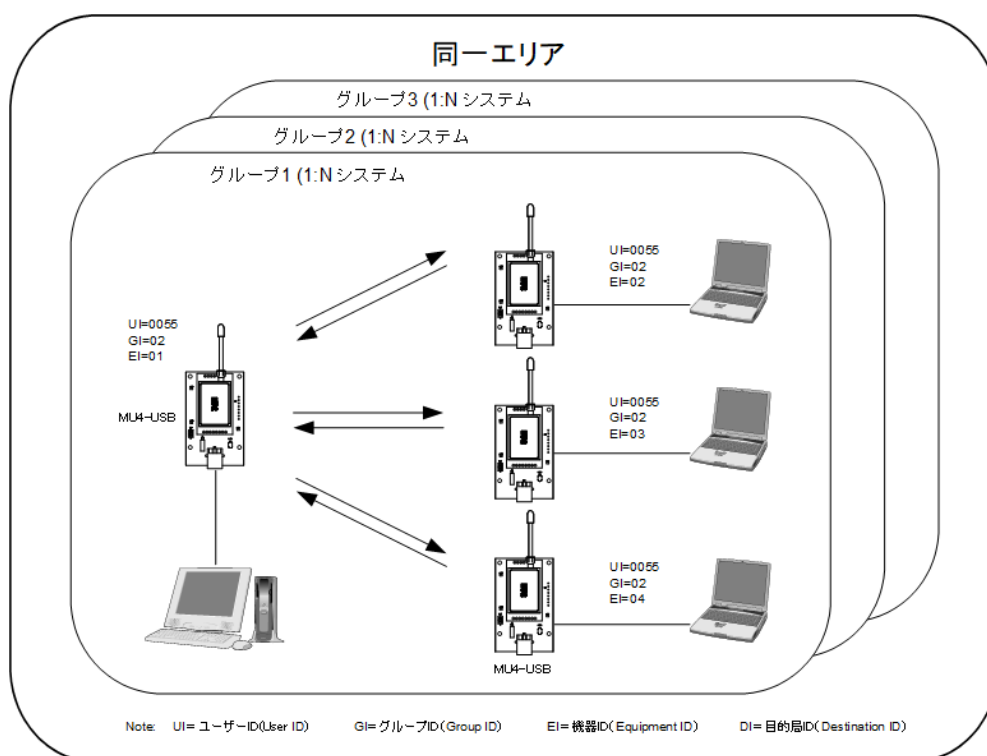 同一エリア
グループ3 (1:N システム
グループ2 (1:N システム
グループ1 (1:N システム
UI=0055
GI=02
EI=02
UI=0055
GI=02
EI=01
MU4-USB
UI=0055
GI=02
EI=03
UI=0055
GI=02
EI=04
MU4-USB
Note: UI= ユーザーID(User ID) GI= グループID(Group ID) EI= 機器ID(Equipment ID) DI= 目的局ID(Destination ID)